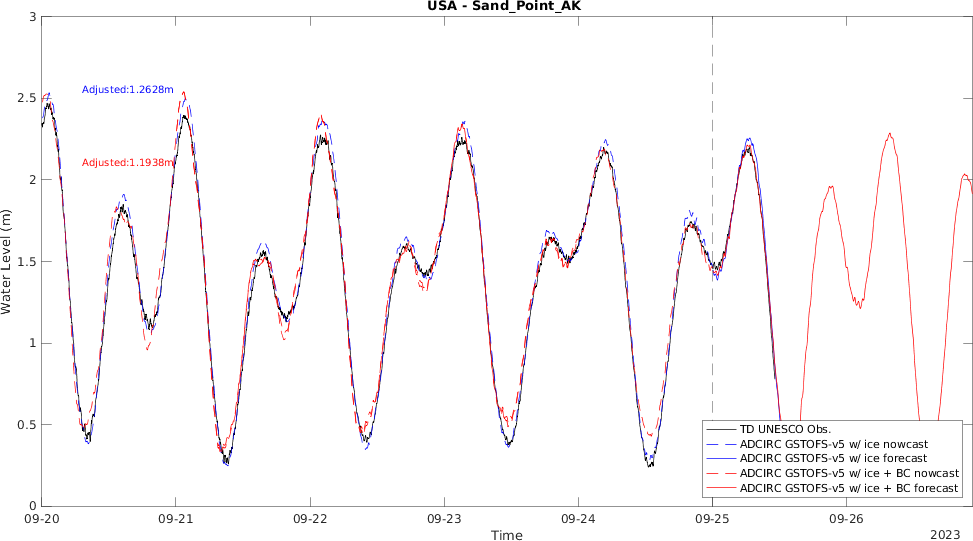 USA - Sand_Point_AK
3
2.5
2
1.5
1
0.5
0
Water Level (m)
Adjusted:1.2628m
Adjusted:1.1938m
TD UNESCO Obs.
ADCIRC GSTOFS-v5 w/ ice nowcast
ADCIRC GSTOFS-v5 w/ ice forecast
ADCIRC GSTOFS-v5 w/ ice + BC nowcast
ADCIRC GSTOFS-v5 w/ ice + BC forecast
09-20 09-21 09-22 09-23 09-24 09-25 09-26
Time
2023